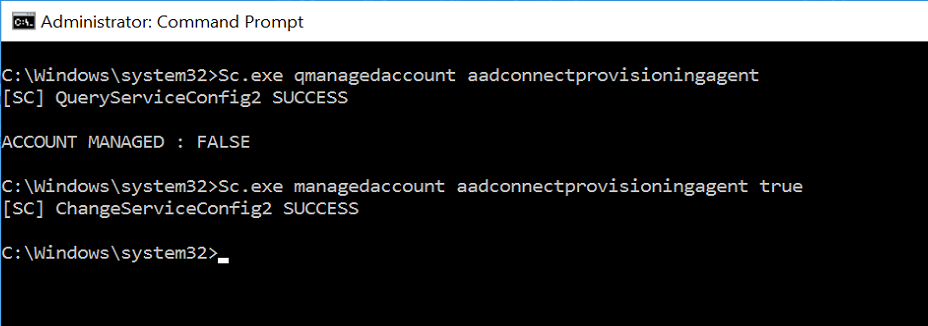 Administrator: Command Prompt
C:\Windows\system32>Sc.exe qmanagedaccount aadconnectprovisioningagent
[SC] QueryServiceConfig2 SUCCESS
ACCOUNT MANAGED : FALSE
C:\Windows\system32>Sc.exe managedaccount aadconnectprovisioningagent true
[SC] ChangeServiceConfig2 SUCCESS
C:\Windows\system32>